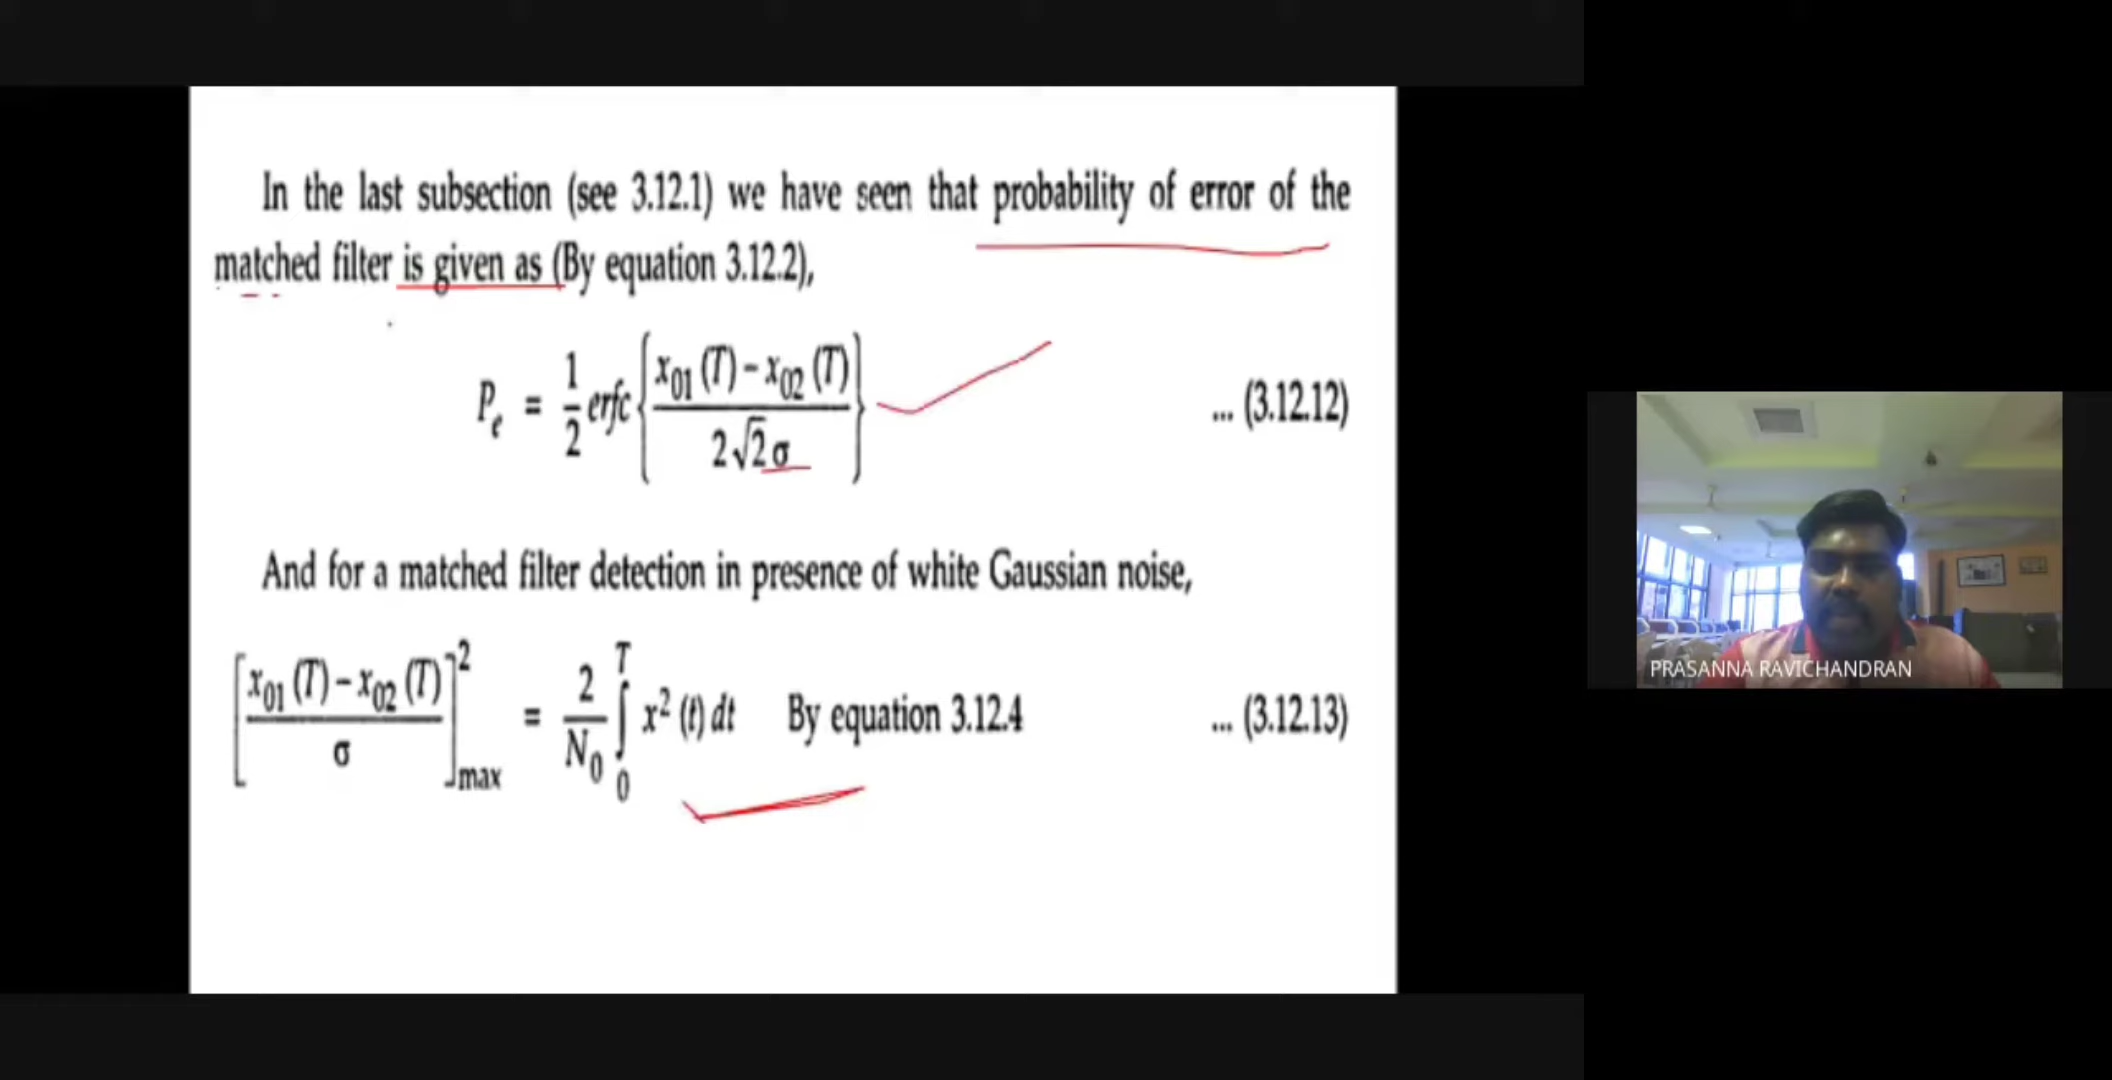 In the last subsection (see 3.12.1) we have seen that probability of error of the
matched filter is given as (By equation 3.12.2),
P_e = 1/2 erfc { (x_01 (T) - x_02 (T)) / (2√2 σ) } ... (3.12.12)
And for a matched filter detection in presence of white Gaussian noise,
[ (x_01 (T) - x_02 (T)) / σ ]^2_max = 2/N_0 ∫_0^T x^2 (t) dt By equation 3.12.4 ... (3.12.13)
PRASANNA RAVICHANDRAN